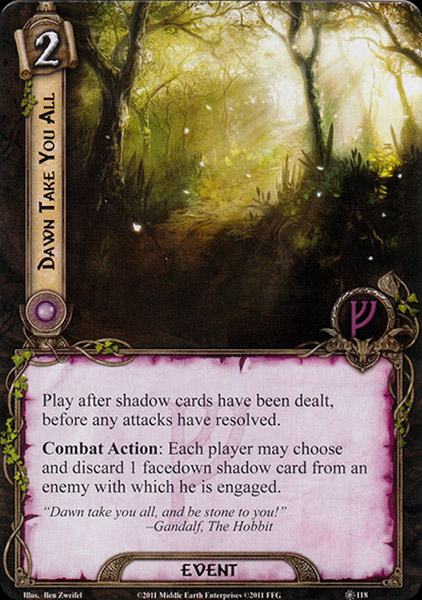 2
DAWN TAKE YOU ALL
Play after shadow cards have been dealt,
before any attacks have resolved.
Combat Action: Each player may choose
and discard 1 facedown shadow card from an
enemy with which he is engaged.
“Dawn take you all, and be stone to you!”
–Gandalf, The Hobbit
EVENT
Illus. Ben Zweifel
©2011 Middle Earth Enterprises ©2011 FFG
118